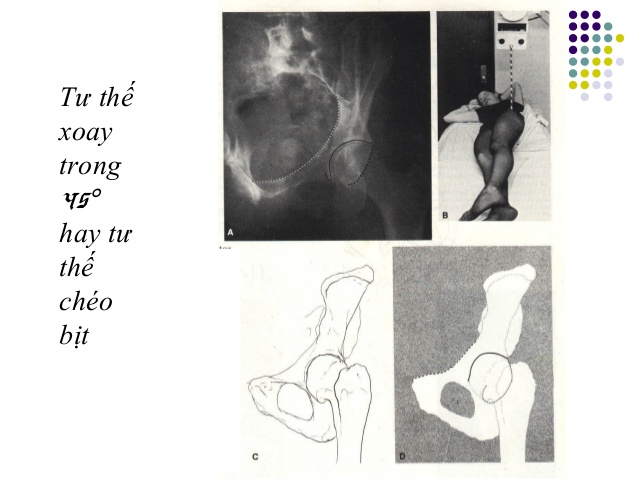 Tư thế
xoay
trong
45°
hay tư
thế
chéo
bịt
A
B
C
D